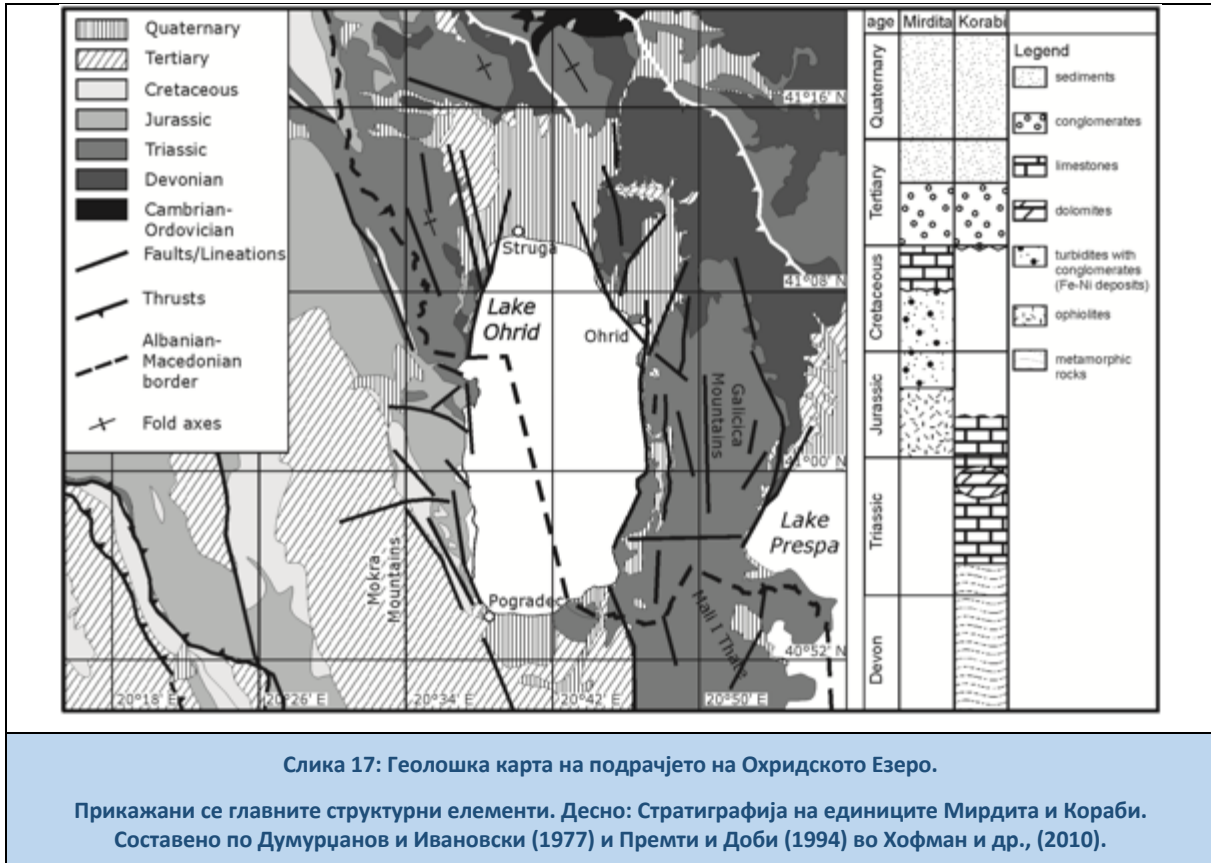 Quaternary
Tertiary
Cretaceous
Jurassic
Triassic
Devonian
Cambrian-
Ordovician
Faults/Lineations
Thrusts
Albanian-
Macedonian
border
Fold axes
Struga
Lake
Ohrid
Ohrid
Galicica
Mountains
Lake
Prespa
Mokra
Mountains
Pogradec
Mali I Thate
41°16' N
41°08' N
41°00' N
40°52' N
20°18' E
20°26' E
20°34' E
20°42' E
20°50' E
age
Mirdita
Korabi
Quaternary
Tertiary
Cretaceous
Jurassic
Triassic
Devon
Legend
sediments
conglomerates
limestones
dolomites
turbidites with
conglomerates
(Fe-Ni deposits)
ophiolites
metamorphic
rocks
Слика 17: Геолошка карта на подрачјето на Охридското Езеро.
Прикажани се главните структурни елементи. Десно: Стратиграфија на единиците Мирдита и Кораби.
Составено по Думурџанов и Ивановски (1977) и Премти и Доби (1994) во Хофман и др., (2010).